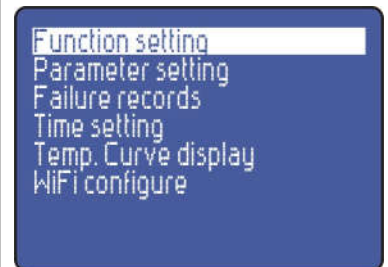 Function setting
Parameter setting
Failure records
Time setting
Temp. Curve display
WiFi configure